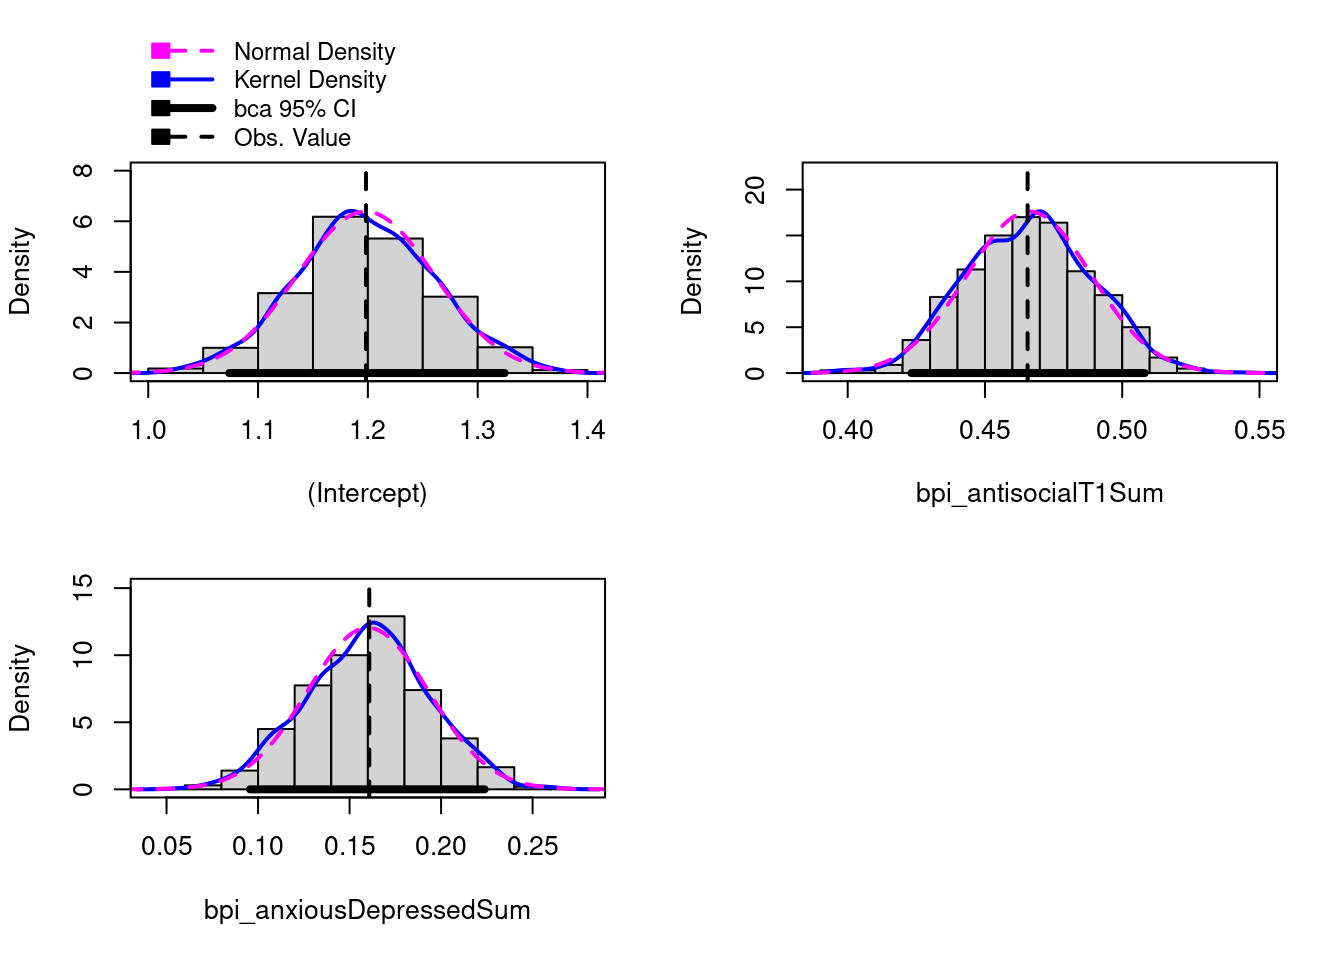 Normal Density
Kernel Density
bca 95% CI
Obs. Value
Density
0 2 4 6 8
1.0 1.1 1.2 1.3 1.4
(Intercept)
Density
0 5 10 20
0.40 0.45 0.50 0.55
bpi_antisocialT1Sum
Density
0 5 10 15
0.05 0.10 0.15 0.20 0.25
bpi_anxiousDepressedSum